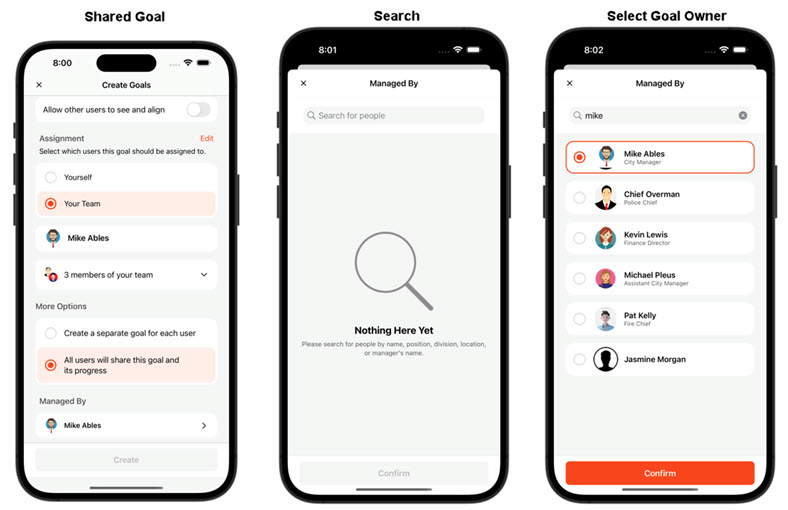 Shared Goal
8:00
Create Goals
Allow other users to see and align
Assignment
Edit
Select which users this goal should be assigned to.
Yourself
Your Team
Mike Ables
3 members of your team
More Options
Create a separate goal for each user
All users will share this goal and
its progress
Managed By
Mike Ables
Create
Search
8:01
Managed By
Search for people
Nothing Here Yet
Please search for people by name, position, division, location,
or manager's name.
Confirm
Select Goal Owner
8:02
Managed By
mike
Mike Ables
City Manager
Chief Overman
Police Chief
Kevin Lewis
Finance Director
Michael Pleus
Assistant City Manager
Pat Kelly
Fire Chief
Jasmine Morgan
Confirm